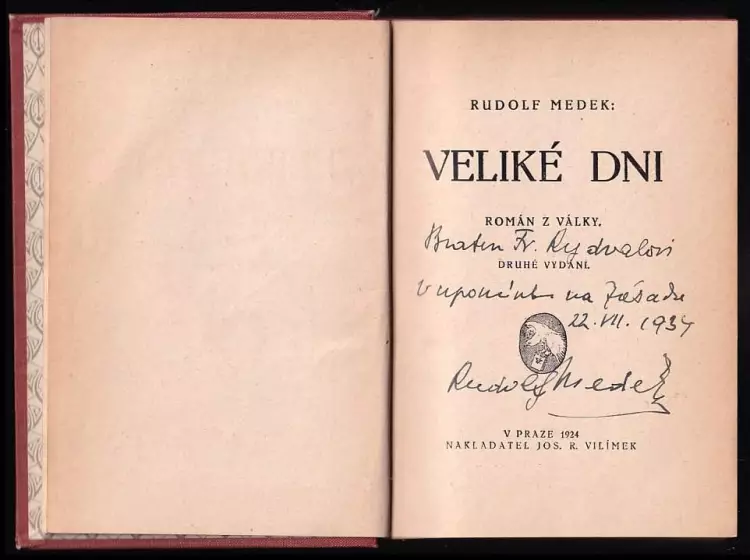 RUDOLF MEDEK:
VELIKÉ DNI
ROMÁN Z VÁLKY.
Bratru Fr. Rydvalovi
DRUHÉ VYDÁNÍ.
V upomínku na Zásadu
22. VII. 1934
Rudolf Medek
V PRAZE 1924
NAKLADATEL JOS. R. VILÍMEK